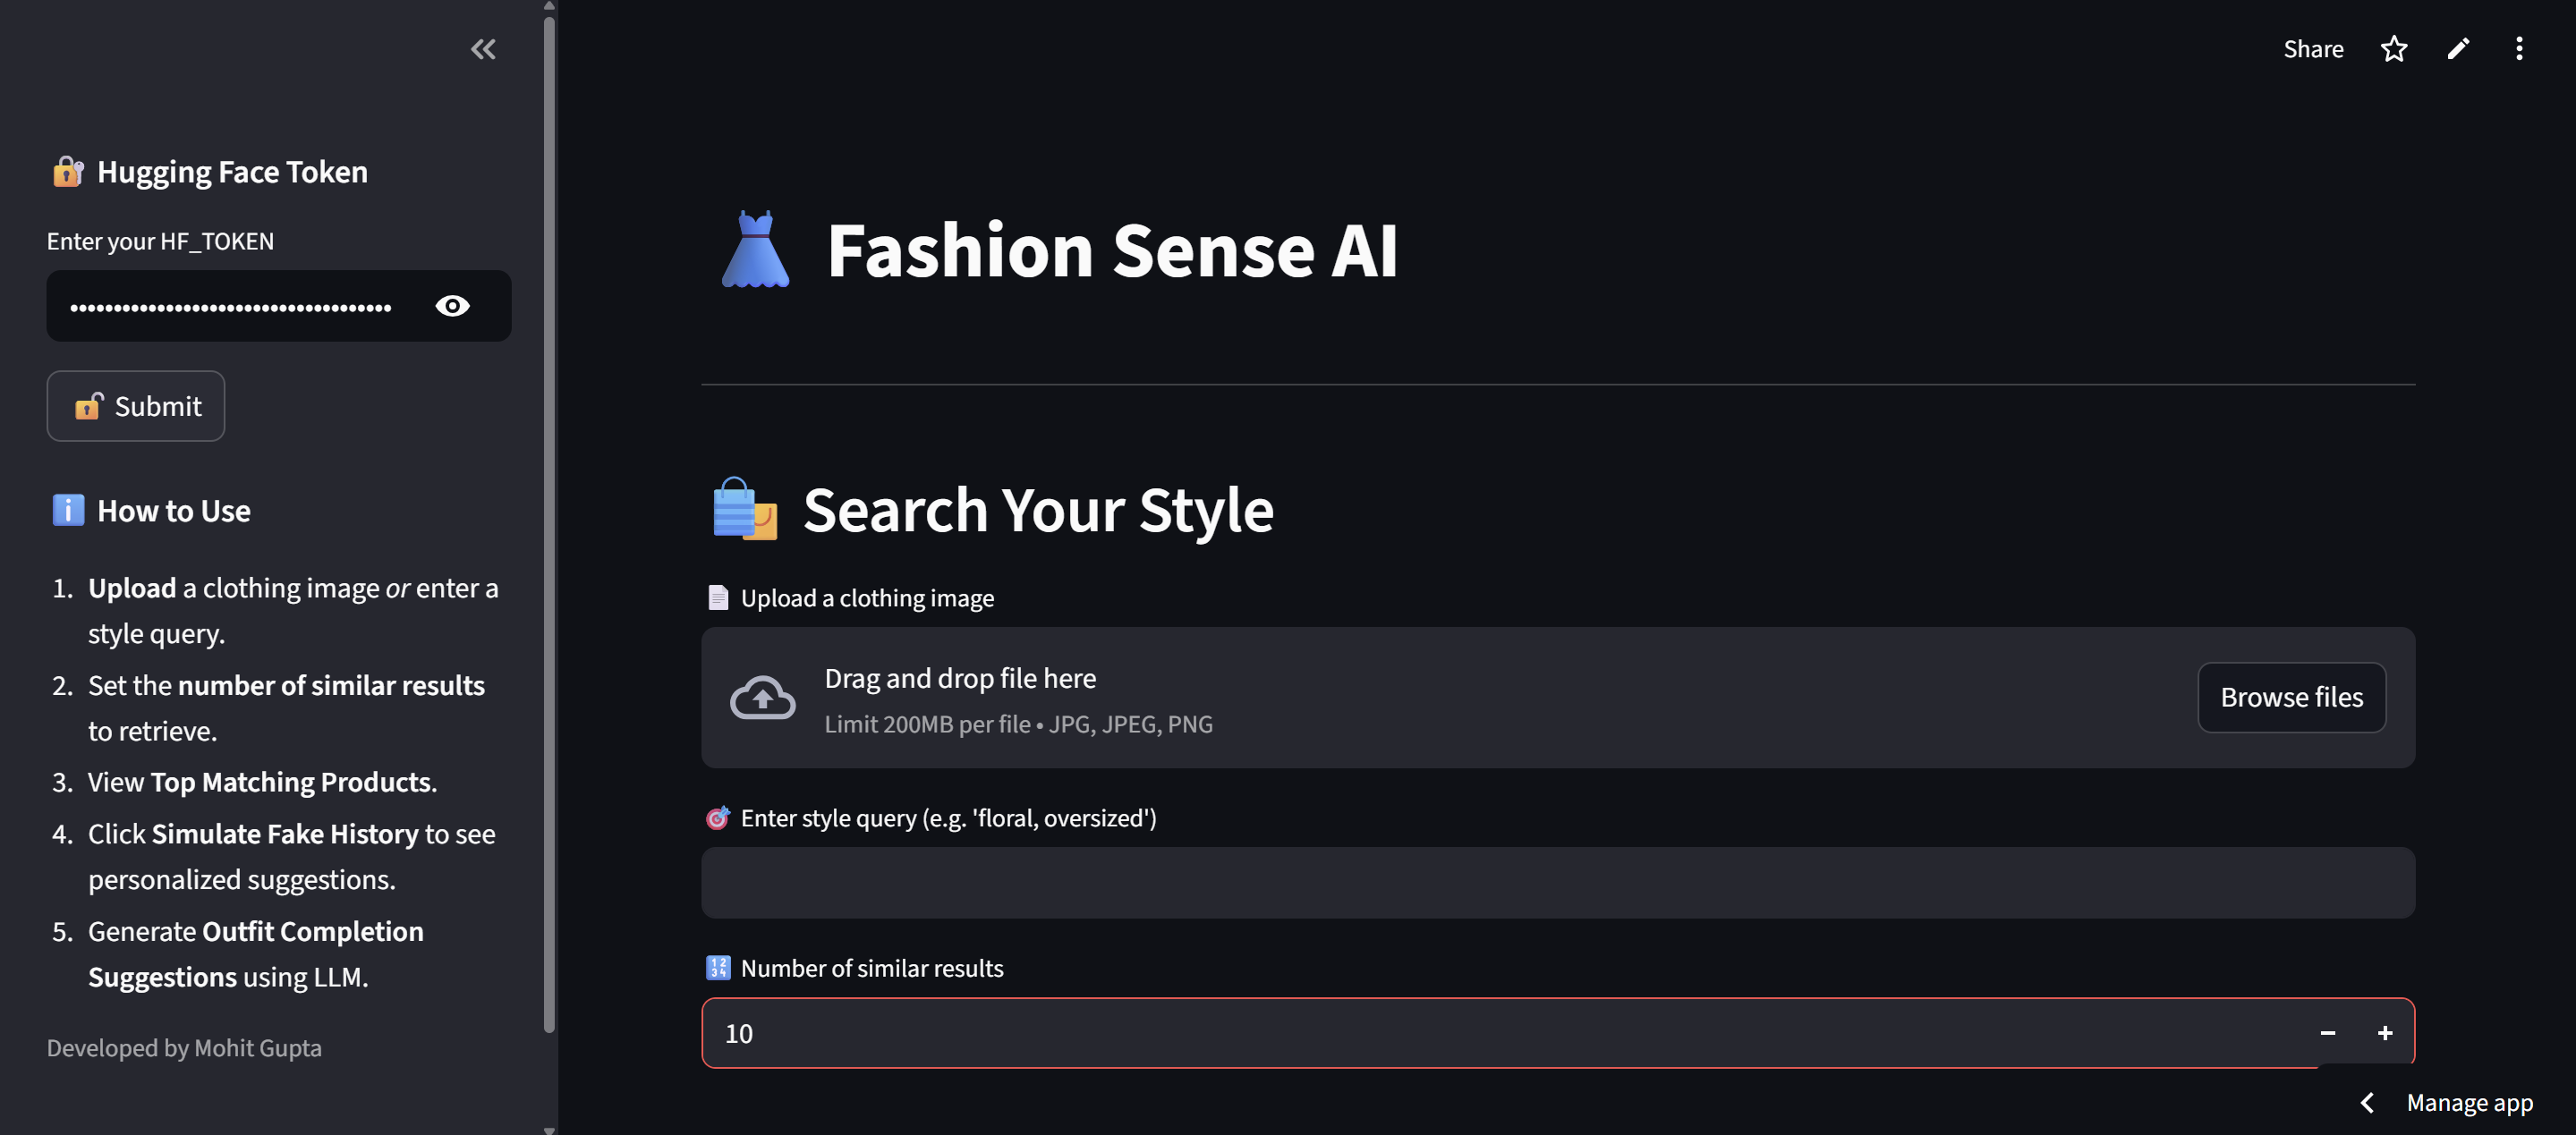 Share
Hugging Face Token
Enter your HF_TOKEN
Submit
How to Use
1. Upload a clothing image or enter a
style query.
2. Set the number of similar results
to retrieve.
3. View Top Matching Products.
4. Click Simulate Fake History to see
personalized suggestions.
5. Generate Outfit Completion
Suggestions using LLM.
Developed by Mohit Gupta
Fashion Sense AI
Search Your Style
Upload a clothing image
Drag and drop file here
Limit 200MB per file • JPG, JPEG, PNG
Browse files
Enter style query (e.g. 'floral, oversized')
Number of similar results
10
Manage app